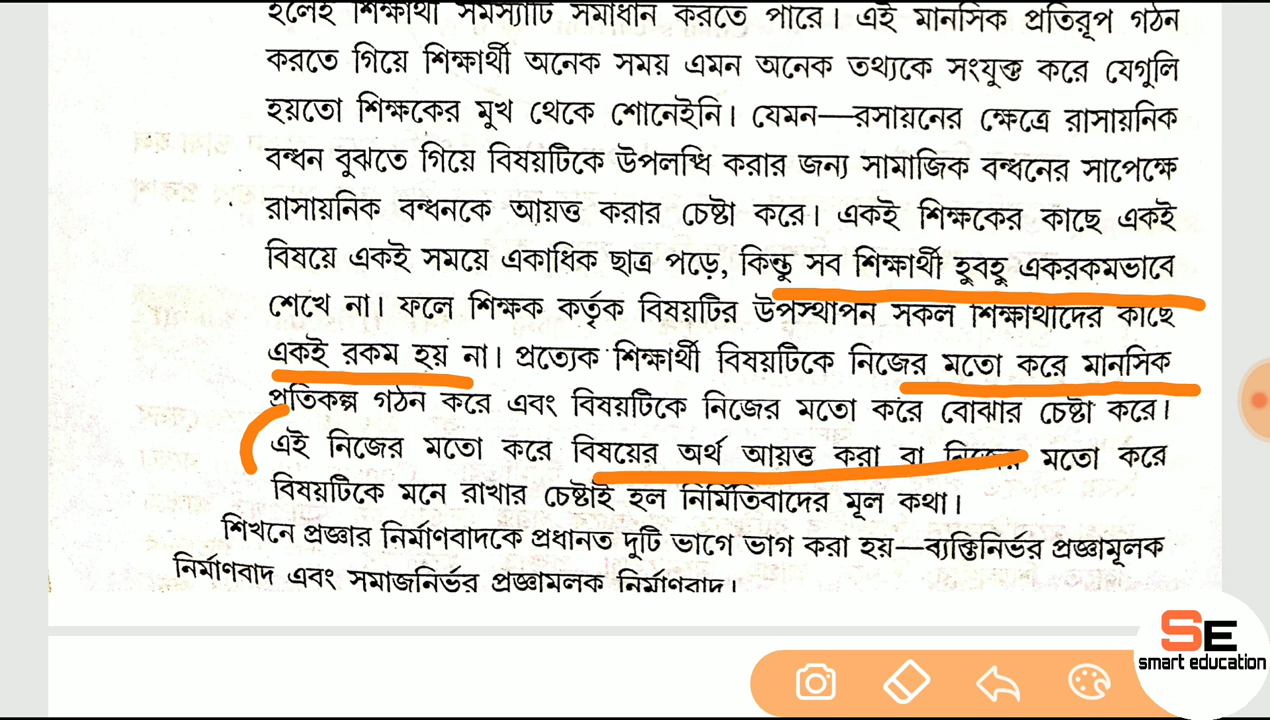 হলেই শিক্ষার্থী সমস্যাটি সমাধান করতে পারে। এই মানসিক প্রতিরূপ গঠন
করতে গিয়ে শিক্ষার্থী অনেক সময় এমন অনেক তথ্যকে সংযুক্ত করে যেগুলি
হয়তো শিক্ষকের মুখ থেকে শোনেইনি। যেমন—রসায়নের ক্ষেত্রে রাসায়নিক
বন্ধন বুঝতে গিয়ে বিষয়টিকে উপলব্ধি করার জন্য সামাজিক বন্ধনের সাপেক্ষে
রাসায়নিক বন্ধনকে আয়ত্ত করার চেষ্টা করে। একই শিক্ষকের কাছে একই
বিষয়ে একই সময়ে একাধিক ছাত্র পড়ে, কিন্তু সব শিক্ষার্থী হুবহু একরকমভাবে
শেখে না। ফলে শিক্ষক কর্তৃক বিষয়টির উপস্থাপন সকল শিক্ষার্থীদের কাছে
একই রকম হয় না। প্রত্যেক শিক্ষার্থী বিষয়টিকে নিজের মতো করে মানসিক
প্রতিকল্প গঠন করে এবং বিষয়টিকে নিজের মতো করে বোঝার চেষ্টা করে।
এই নিজের মতো করে বিষয়ের অর্থ আয়ত্ত করা বা নিজের মতো করে
বিষয়টিকে মনে রাখার চেষ্টাই হল নির্মিতিবাদের মূল কথা।
শিখনে প্রজ্ঞার নির্মাণবাদকে প্রধানত দুটি ভাগে ভাগ করা হয়—ব্যক্তিনির্ভর প্রজ্ঞামূলক
নির্মাণবাদ এবং সমাজনির্ভর প্রজ্ঞামূলক নির্মাণবাদ।
SE
smart education